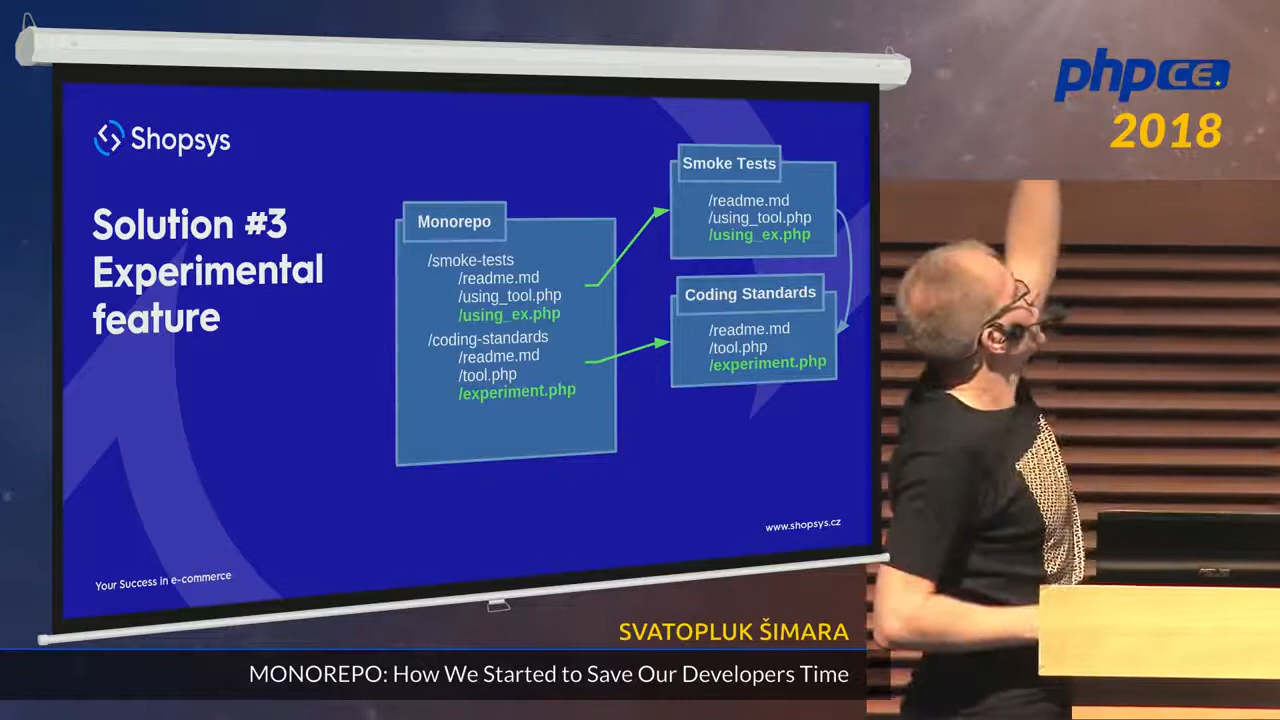 phpce
2018
Shopsys
Solution #3
Experimental
feature
Monorepo
/smoke-tests
/readme.md
/using_tool.php
/using_ex.php
/coding-standards
/readme.md
/tool.php
/experiment.php
Smoke Tests
/readme.md
/using_tool.php
/using_ex.php
Coding Standards
/readme.md
/tool.php
/experiment.php
www.shopsys.cz
Your Success in e-commerce
SVATOPLUK ŠIMARA
MONOREPO: How We Started to Save Our Developers Time